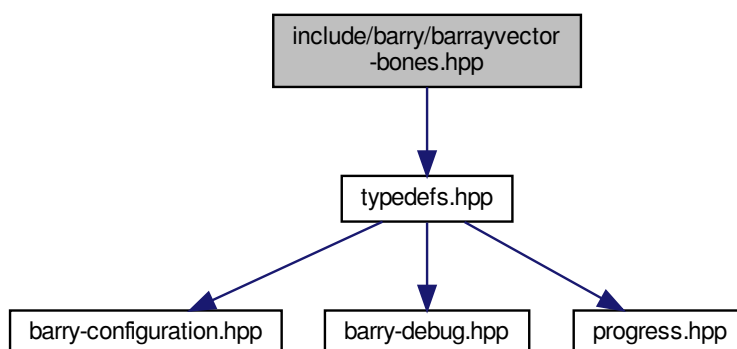 include/barry/barrayvector
-bones.hpp
typedefs.hpp
barry-configuration.hpp
barry-debug.hpp
progress.hpp